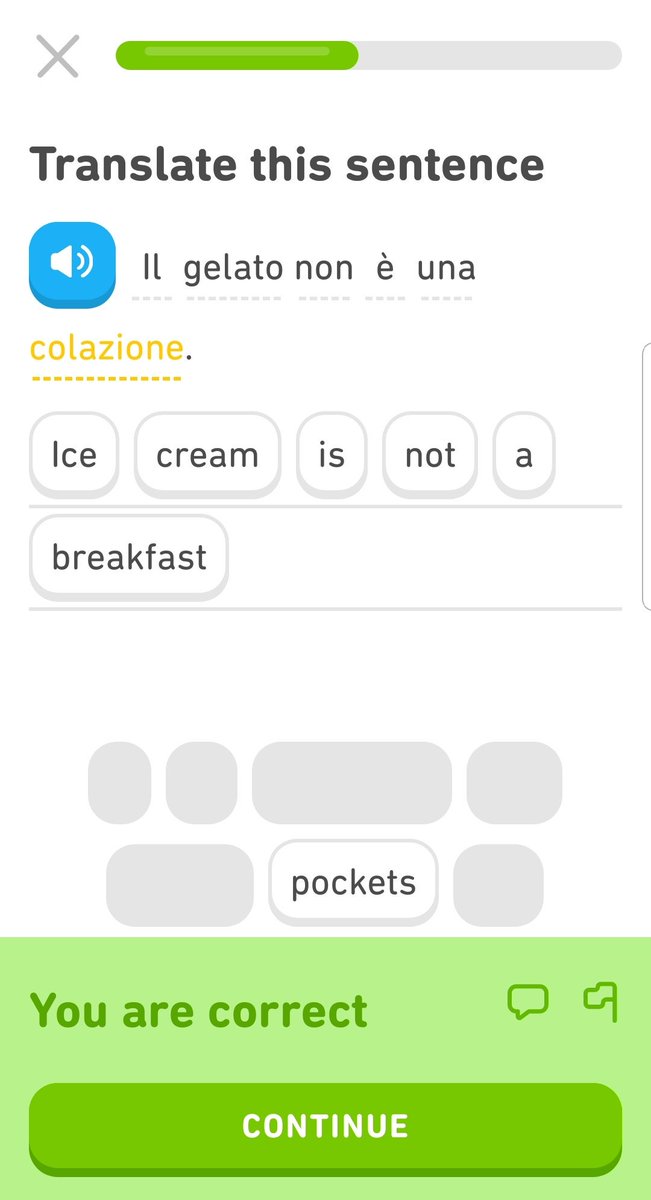 Translate this sentence
Il gelato non è una
colazione.
Ice cream is not a
breakfast
pockets
You are correct
CONTINUE